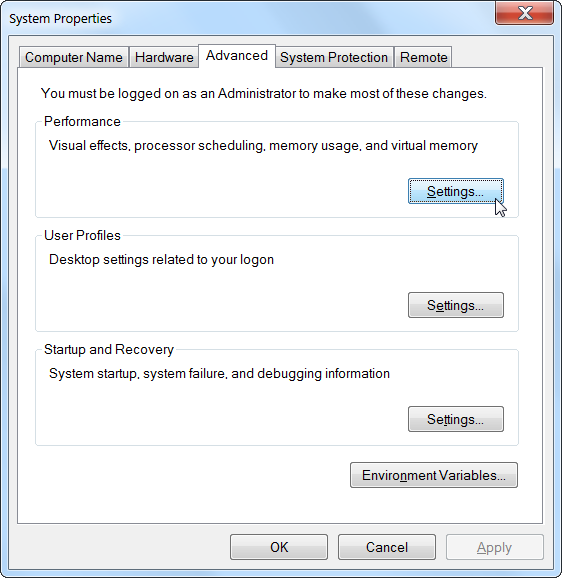 System Properties
Computer Name Hardware Advanced System Protection Remote
You must be logged on as an Administrator to make most of these changes.
Performance
Visual effects, processor scheduling, memory usage, and virtual memory
Settings...
User Profiles
Desktop settings related to your logon
Settings...
Startup and Recovery
System startup, system failure, and debugging information
Settings...
Environment Variables...
OK Cancel Apply